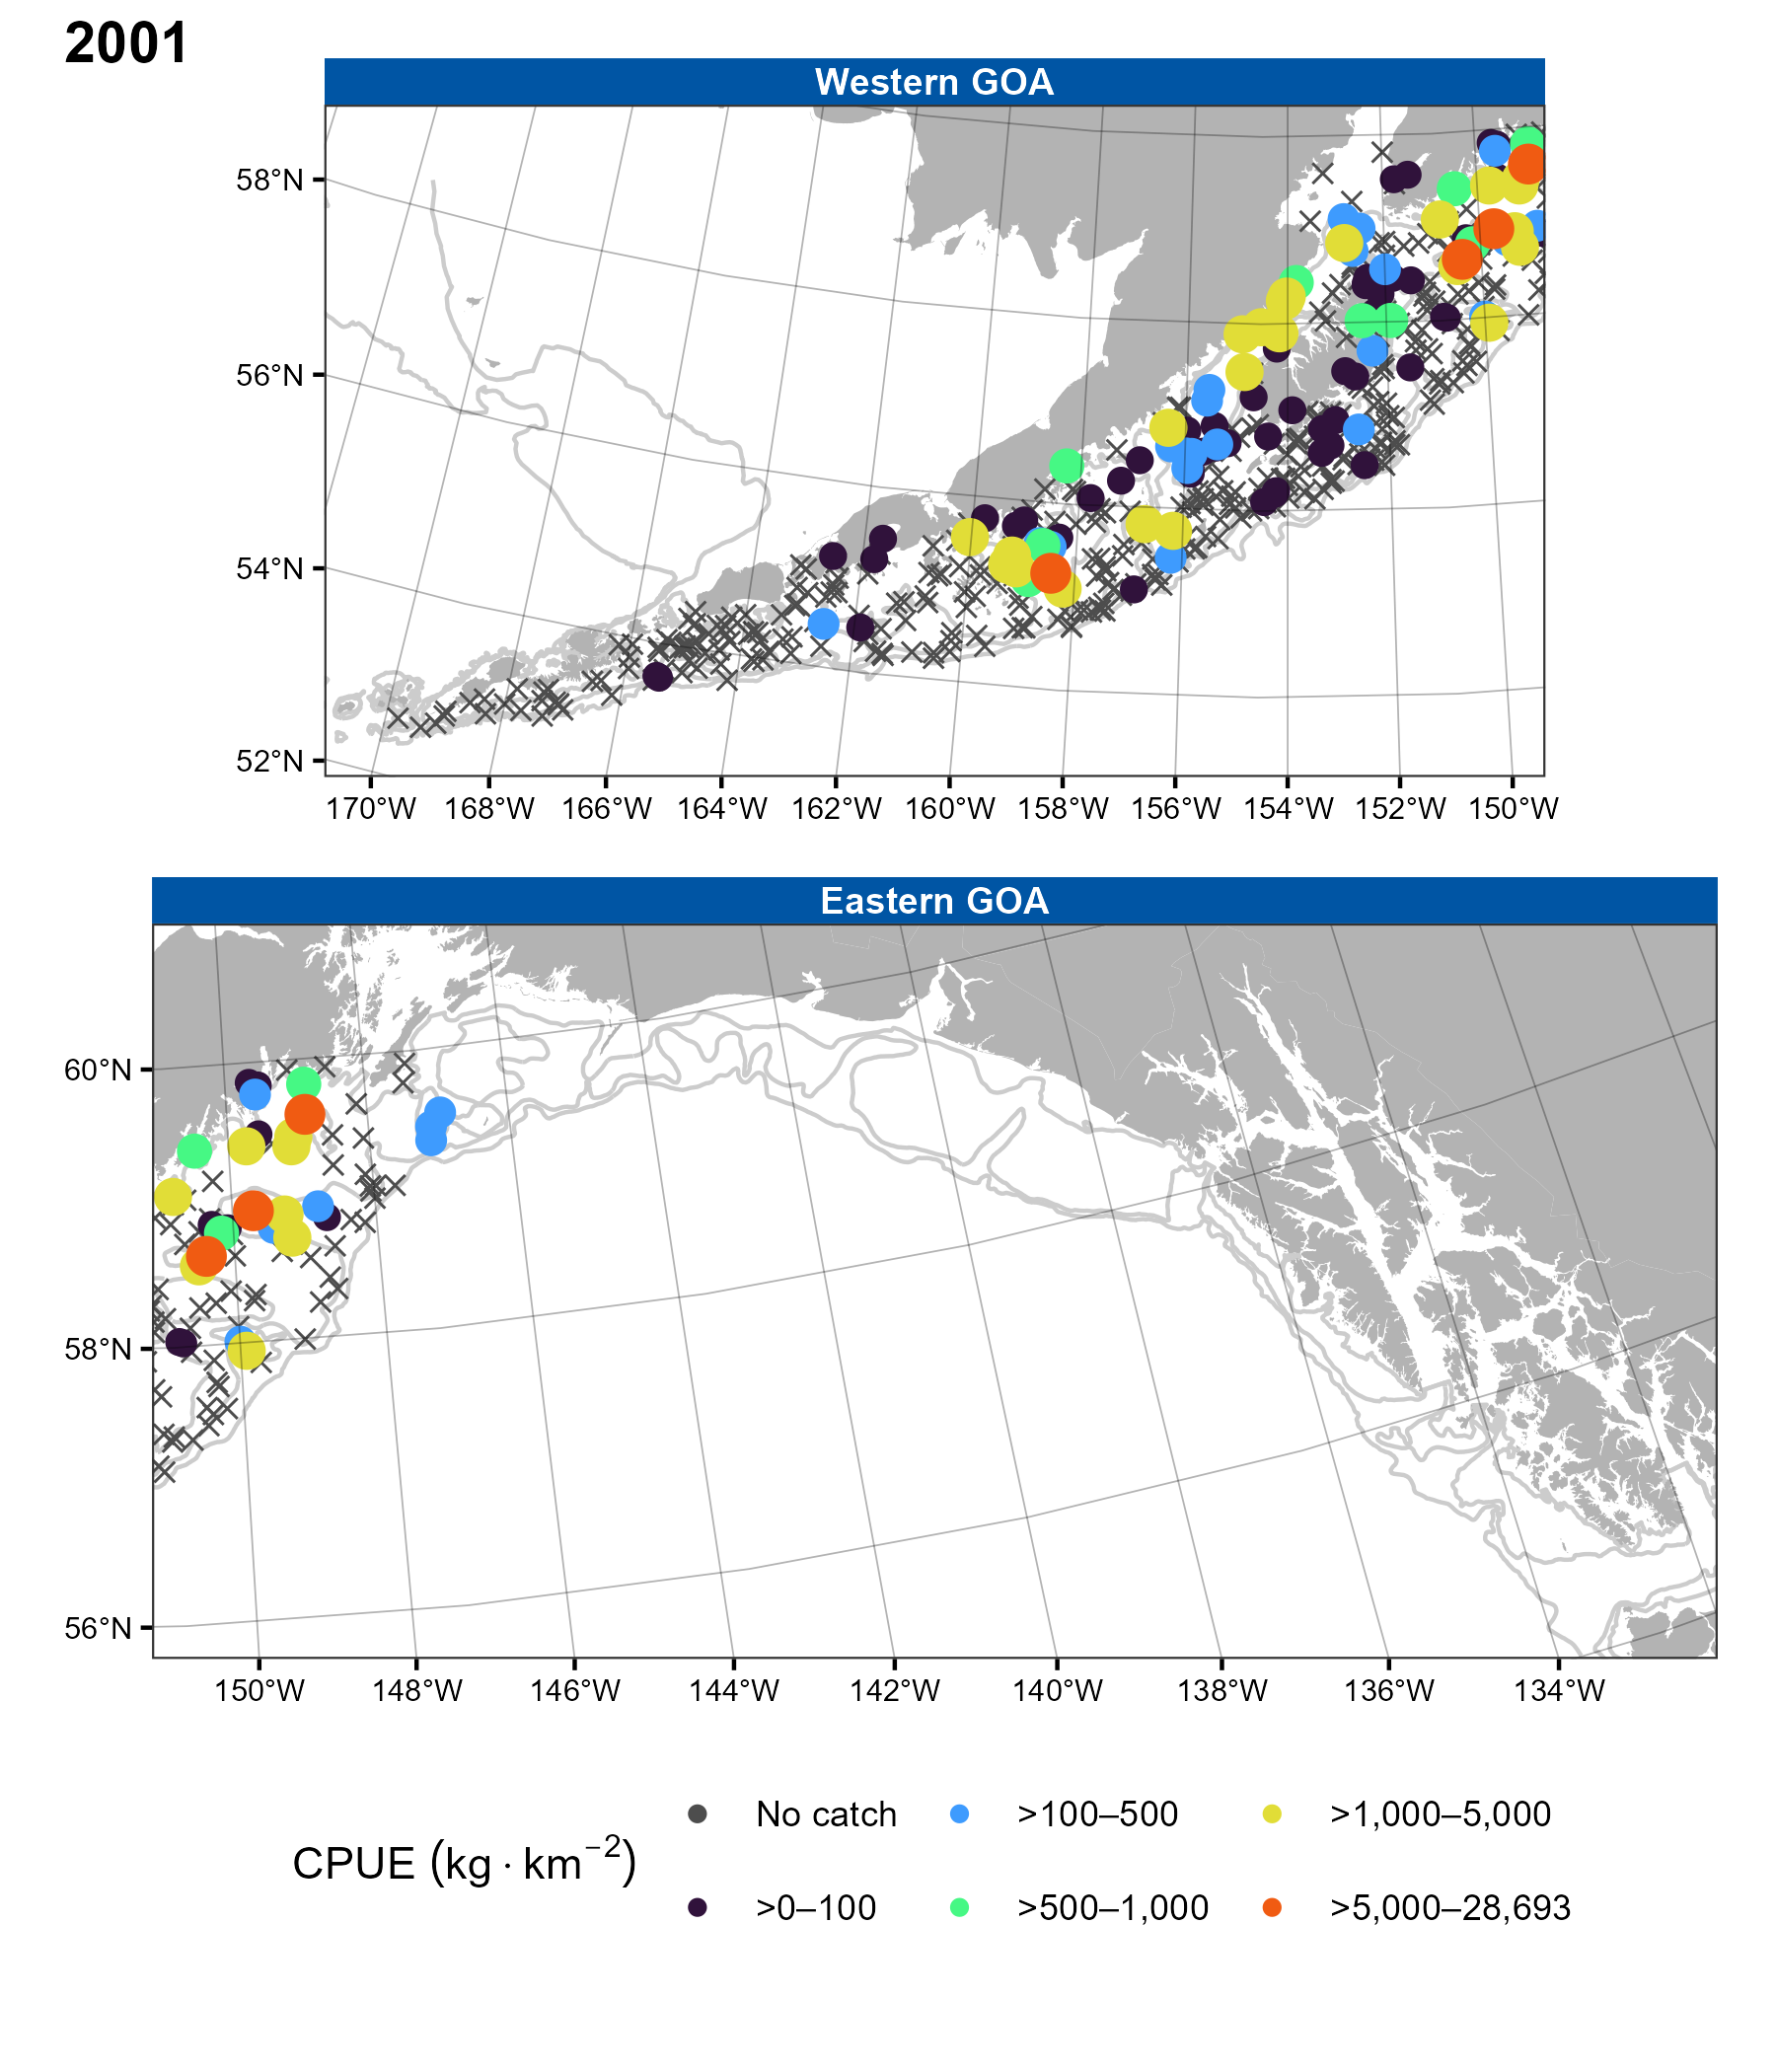 2001
Western GOA
58°N
56°N
54°N
52°N
170°W 168°W 166°W 164°W 162°W 160°W 158°W 156°W 154°W 152°W 150°W
Eastern GOA
60°N
58°N
56°N
150°W 148°W 146°W 144°W 142°W 140°W 138°W 136°W 134°W
CPUE (kg · km⁻²)
No catch >100–500 >1,000–5,000
>0–100 >500–1,000 >5,000–28,693